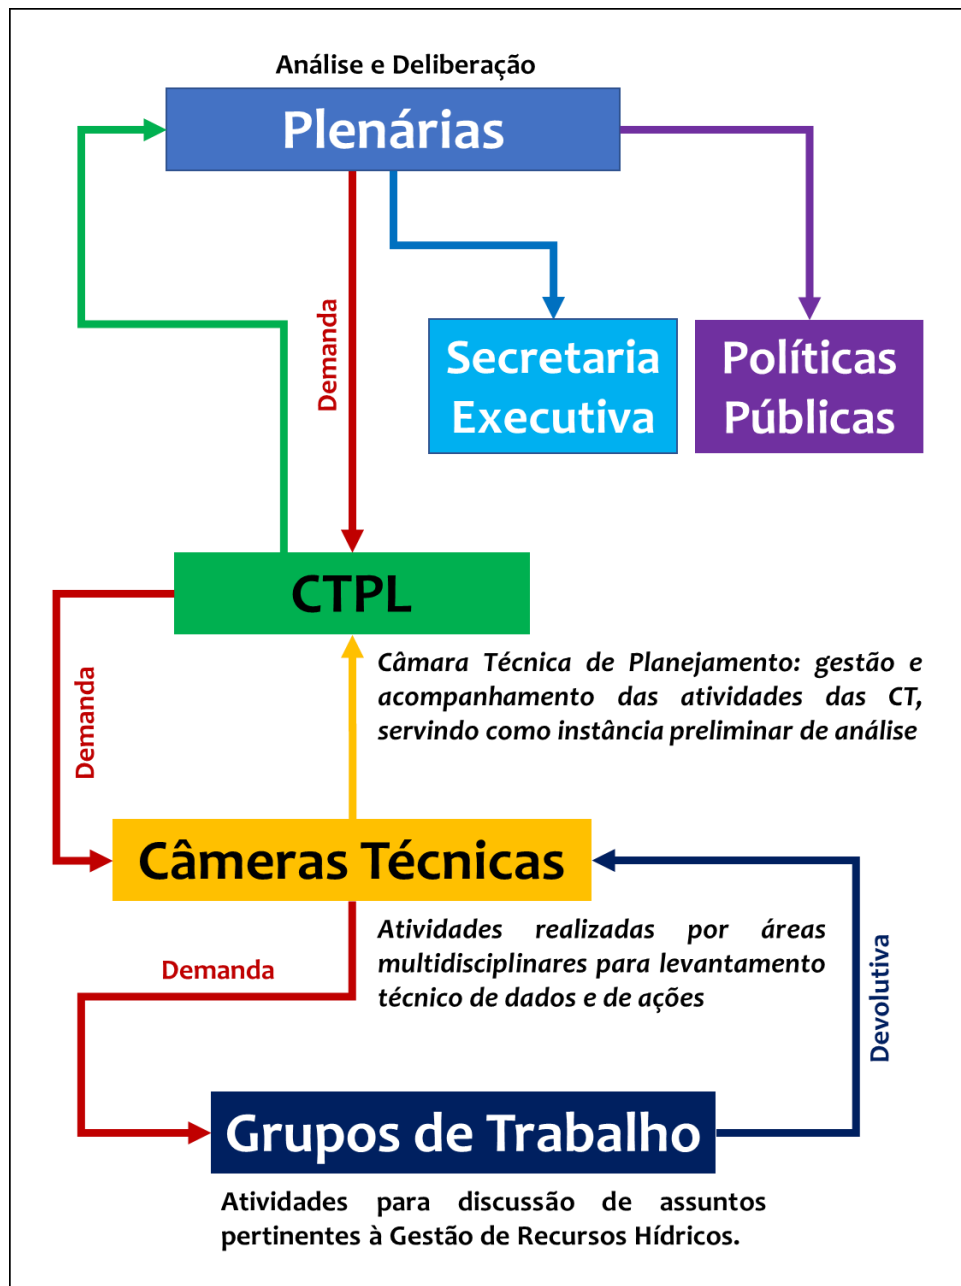 Análise e Deliberação
Plenárias
Demanda
Secretaria
Executiva
Políticas
Públicas
CTPL
Câmara Técnica de Planejamento: gestão e
acompanhamento das atividades das CT,
servindo como instância preliminar de análise
Demanda
Câmeras Técnicas
Atividades realizadas por áreas
multidisciplinares para levantamento
técnico de dados e de ações
Demanda
Devolutiva
Grupos de Trabalho
Atividades para discussão de assuntos
pertinentes à Gestão de Recursos Hídricos.